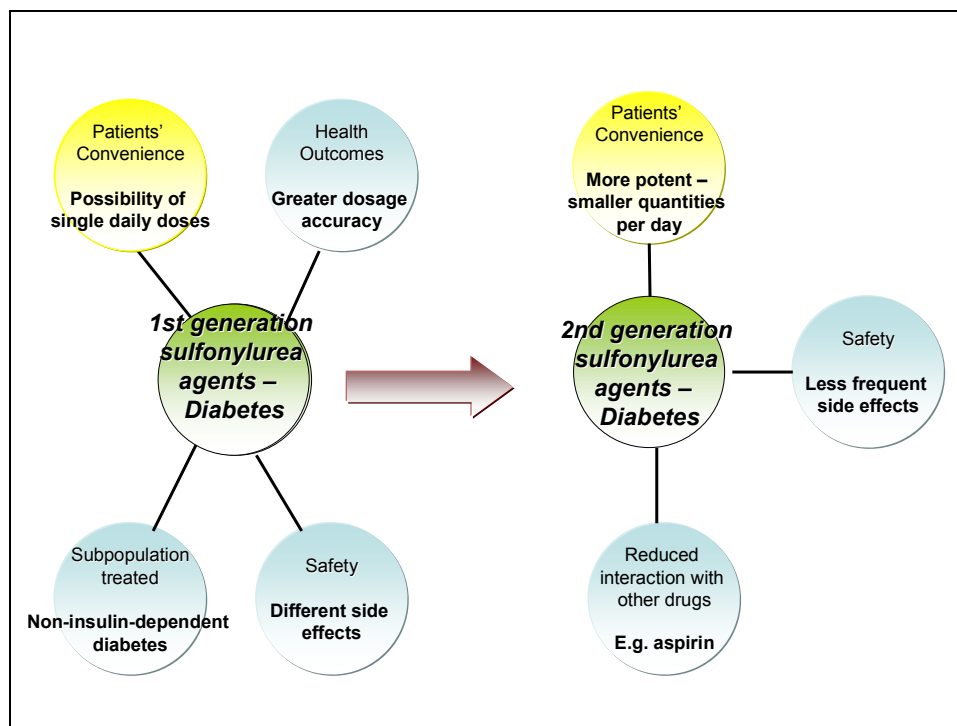 Patients'
Convenience
Possibility of
single daily doses
Health
Outcomes
Greater dosage
accuracy
1st generation
sulfonylurea
agents –
Diabetes
Subpopulation
treated
Non-insulin-dependent
diabetes
Safety
Different side
effects
Patients'
Convenience
More potent –
smaller quantities
per day
2nd generation
sulfonylurea
agents –
Diabetes
Safety
Less frequent
side effects
Reduced
interaction with
other drugs
E.g. aspirin